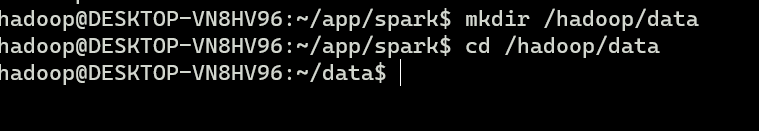 hadoop@DESKTOP-VN8HV96:~/app/spark$ mkdir /hadoop/data
hadoop@DESKTOP-VN8HV96:~/app/spark$ cd /hadoop/data
hadoop@DESKTOP-VN8HV96:~/data$